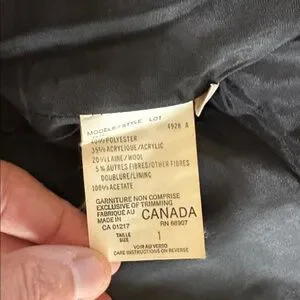 MODELE/STYLE LOT
4928 A
40% POLYESTER
35% ACRYLIQUE/ACRYLIC
20% LAINE/WOOL
5% AUTRES FIBRES/OTHER FIBRES
DOUBLURE/LINING
100% ACETATE
GARNITURE NON COMPRISE
EXCLUSIVE OF TRIMMING
FABRIQUE AU
MADE IN CANADA
CA 01217 RN 66907
TAILLE
SIZE 1
VOIR AU VERSO
CARE INSTRUCTIONS ON REVERSE